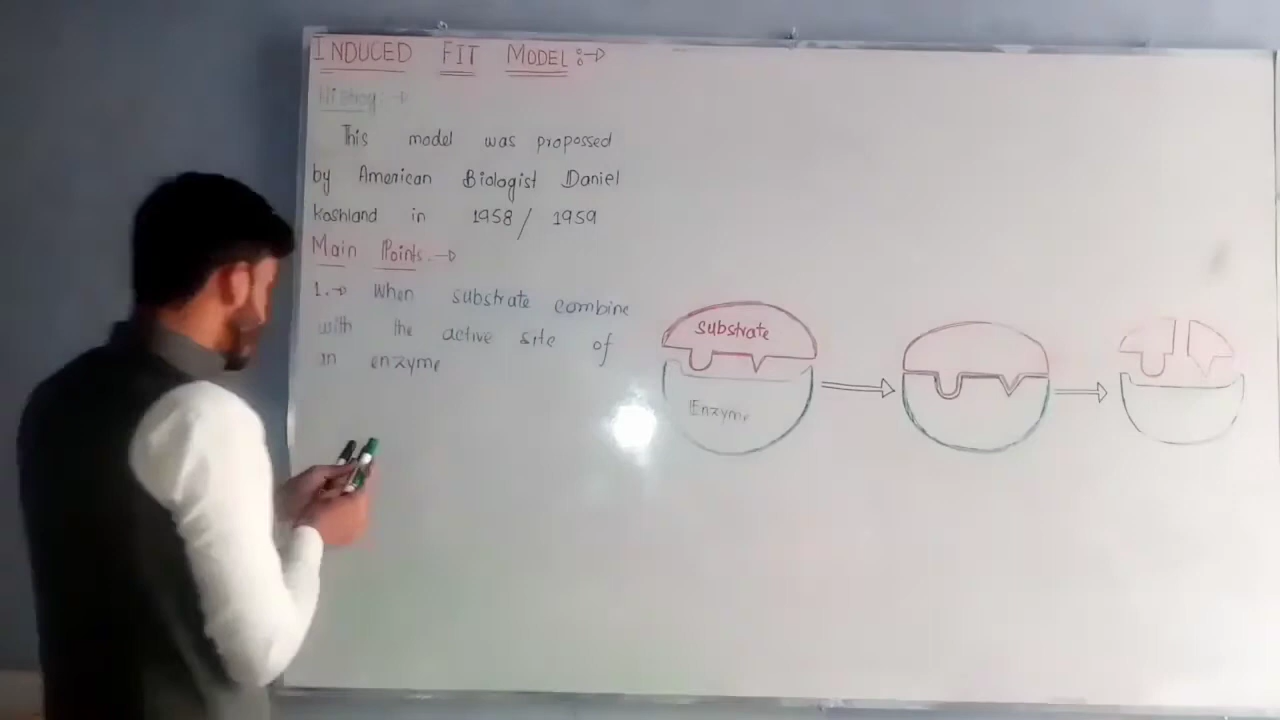 INDUCED FIT MODEL :→
History :→
This model was propossed
by American Biologist Daniel
Koshland in 1958 / 1959
Main Points. →
1. → When substrate combine
with the active site of
an enzyme
Substrate
Enzyme